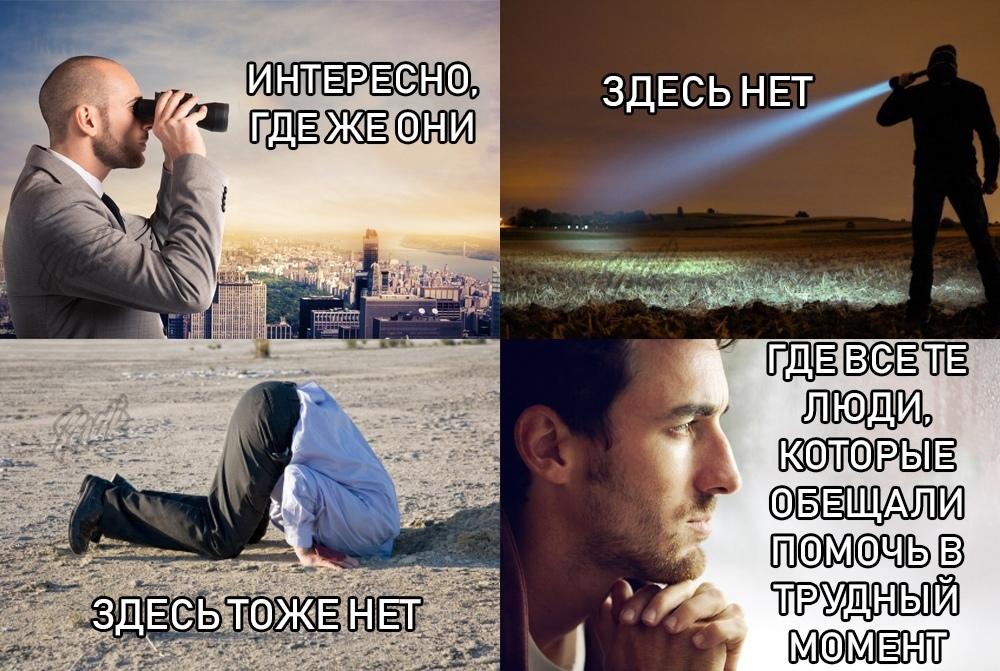 ИНТЕРЕСНО,
ГДЕ ЖЕ ОНИ
ЗДЕСЬ НЕТ
ЗДЕСЬ ТОЖЕ НЕТ
ГДЕ ВСЕ ТЕ
ЛЮДИ,
КОТОРЫЕ
ОБЕЩАЛИ
ПОМОЧЬ В
ТРУДНЫЙ
МОМЕНТ